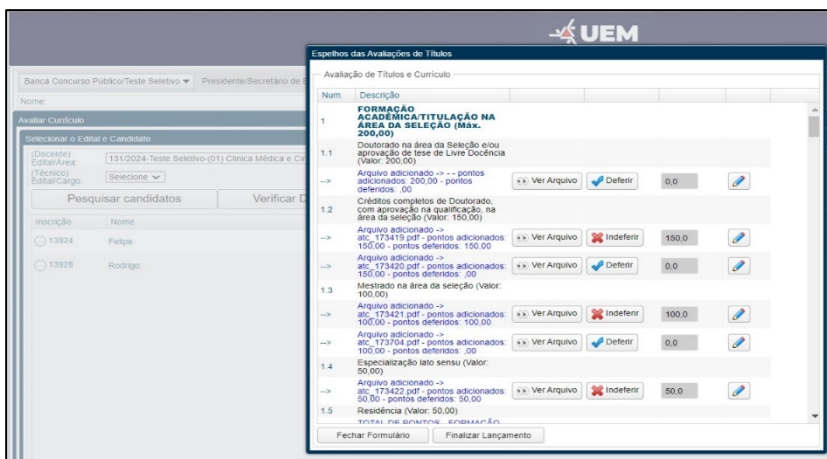 UEM
Espelhos das Avaliações de Títulos
Banca Concurso Público/Teste Seletivo
Presidente/Secretário de
Nome:
Avaliar Currículo
Selecionar o Edital e Candidato
(Docente) Edital/Área:
131/2024-Teste Seletivo-(01) Clínica Médica e Cir
(Técnico) Edital/Cargo:
Selecione
Pesquisar candidatos
Verificar D
Inscrição Nome
13924 Felipe
13928 Rodrigo
Avaliação de Títulos e Currículo
Num. Descrição
1
FORMAÇÃO
ACADÊMICA/TITULAÇÃO NA
ÁREA DA SELEÇÃO (Máx.
200,00)
1.1
Doutorado na área da Seleção e/ou
aprovação de tese de Livre Docência
(Valor: 200,00)
-->
Arquivo adicionado -> - - pontos
adicionados: 200,00 - pontos
deferidos: ,00
Ver Arquivo Deferir 0,0
1.2
Créditos completos de Doutorado,
com aprovação na qualificação, na
área da seleção (Valor: 150,00)
-->
Arquivo adicionado ->
atc_173419.pdf - pontos adicionados:
150,00 - pontos deferidos: 150,00
Ver Arquivo Indeferir 150,0
-->
Arquivo adicionado ->
atc_173420.pdf - pontos adicionados:
150,00 - pontos deferidos: ,00
Ver Arquivo Deferir 0,0
1.3
Mestrado na área da seleção (Valor:
100,00)
-->
Arquivo adicionado ->
atc_173421.pdf - pontos adicionados:
100,00 - pontos deferidos: 100,00
Ver Arquivo Indeferir 100,0
-->
Arquivo adicionado ->
atc_173704.pdf - pontos adicionados:
100,00 - pontos deferidos: ,00
Ver Arquivo Deferir 0,0
1.4
Especialização lato sensu (Valor:
50,00)
-->
Arquivo adicionado ->
atc_173422.pdf - pontos adicionados:
50,00 - pontos deferidos: 50,00
Ver Arquivo Indeferir 50,0
1.5
Residência (Valor: 50,00)
TOTAL DE PONTOS - FORMAÇÃO
Fechar Formulário Finalizar Lançamento